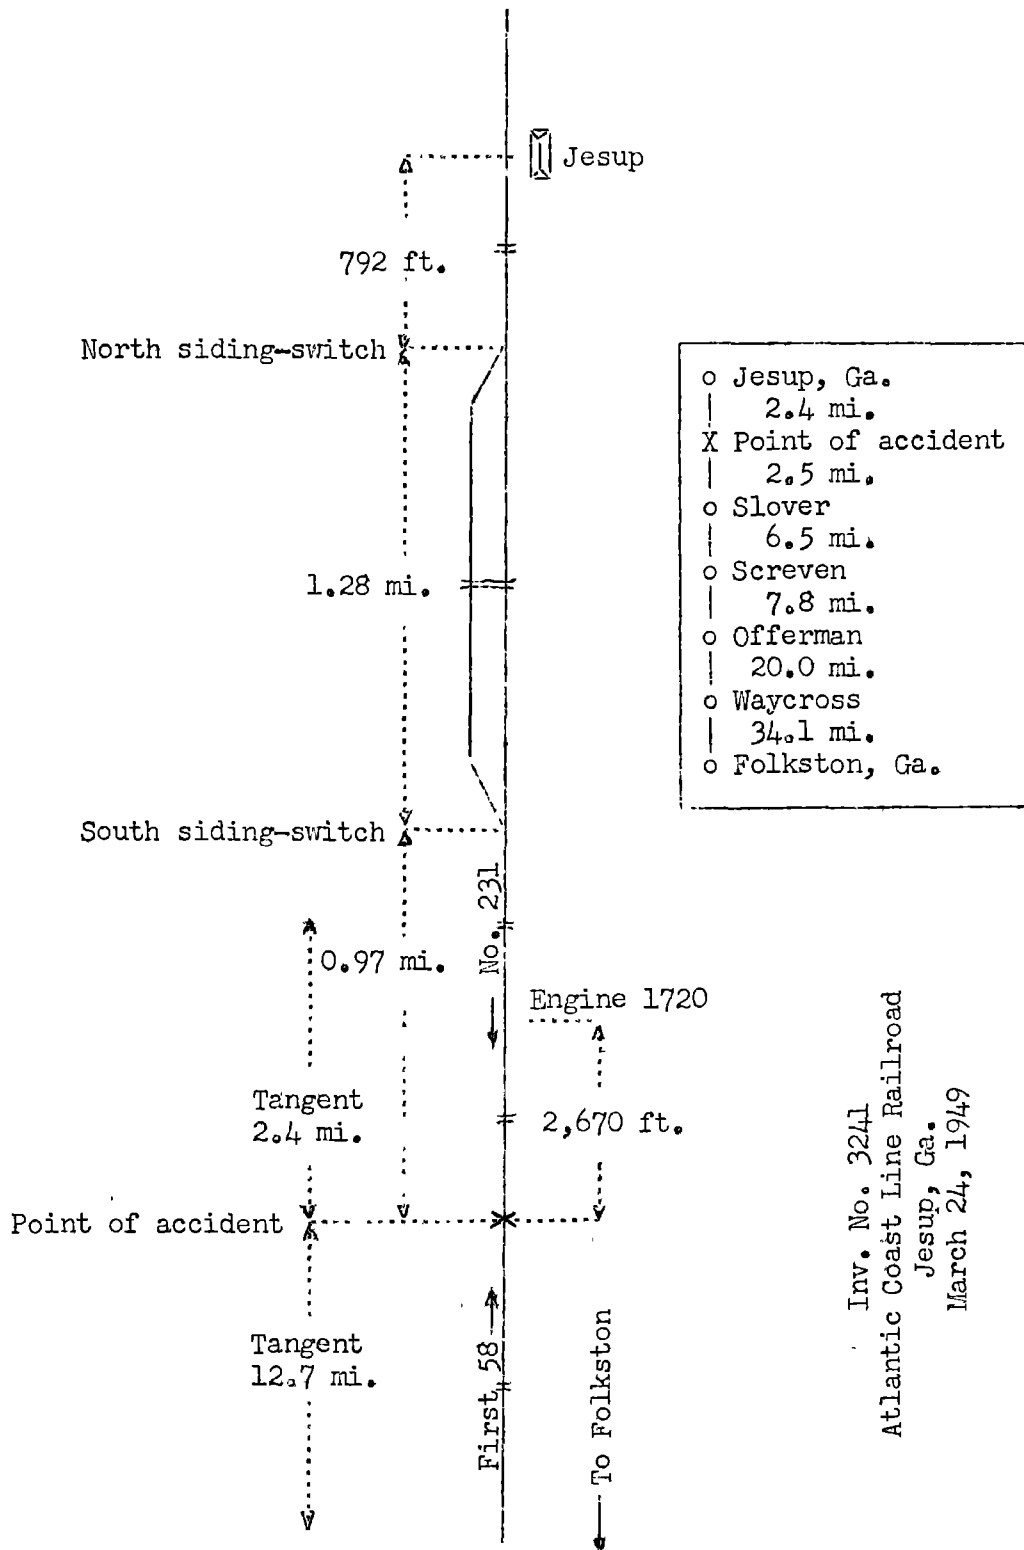 Jesup
792 ft.
North siding-switch
1.28 mi.
South siding-switch
No. 231
0.97 mi.
Engine 1720
Tangent
2.4 mi.
2,670 ft.
Point of accident
Tangent
12.7 mi.
First 58
To Folkston
o Jesup, Ga.
2.4 mi.
X Point of accident
2.5 mi.
o Slover
6.5 mi.
o Screven
7.8 mi.
o Offerman
20.0 mi.
o Waycross
34.1 mi.
o Folkston, Ga.
Inv. No. 3241
Atlantic Coast Line Railroad
Jesup, Ga.
March 24, 1949